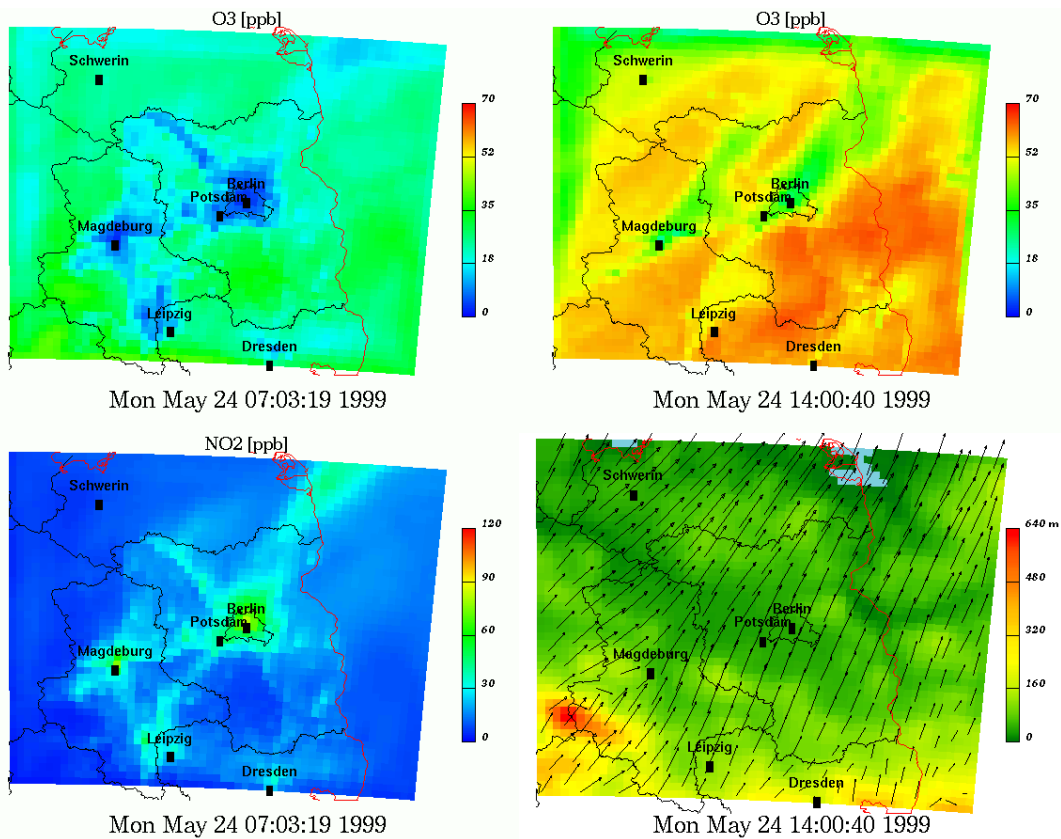 O3 [ppb]
Schwerin
Berlin
Potsdam
Magdeburg
Leipzig
Dresden
70
52
35
18
0
Mon May 24 07:03:19 1999
O3 [ppb]
Schwerin
Berlin
Potsdam
Magdeburg
Leipzig
Dresden
70
52
35
18
0
Mon May 24 14:00:40 1999
NO2 [ppb]
Schwerin
Berlin
Potsdam
Magdeburg
Leipzig
Dresden
120
90
60
30
0
Mon May 24 07:03:19 1999
Schwerin
Berlin
Potsdam
Magdeburg
Leipzig
Dresden
640 m
480
320
160
0
Mon May 24 14:00:40 1999